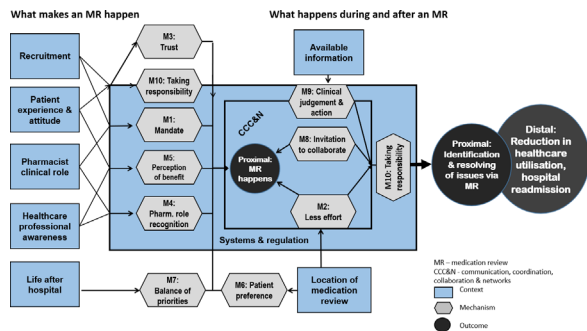 What makes an MR happen
What happens during and after an MR
Recruitment
Patient experience &
attitude
Pharmacist
clinical role
Healthcare
professional
awareness
Life after
hospital
M3:
Trust
M10: Taking
responsibility
M1:
Mandate
M5:
Perception
of benefit
M4:
Pharm. role
recognition
M7:
Balance of
priorities
M6: Patient
preference
Systems & regulation
CCC&N
Proximal:
MR
happens
Available
information
M9: Clinical
judgement &
action
M8: Invitation
to collaborate
M2:
Less effort
Location of
medication
review
M10: Taking
responsibility
Proximal:
Identification &
resolving of
issues via
MR
Distal:
Reduction in
healthcare
utilisation,
hospital
readmission
MR – medication review
CCC&N - communication, coordination,
collaboration & networks
Context
Mechanism
Outcome